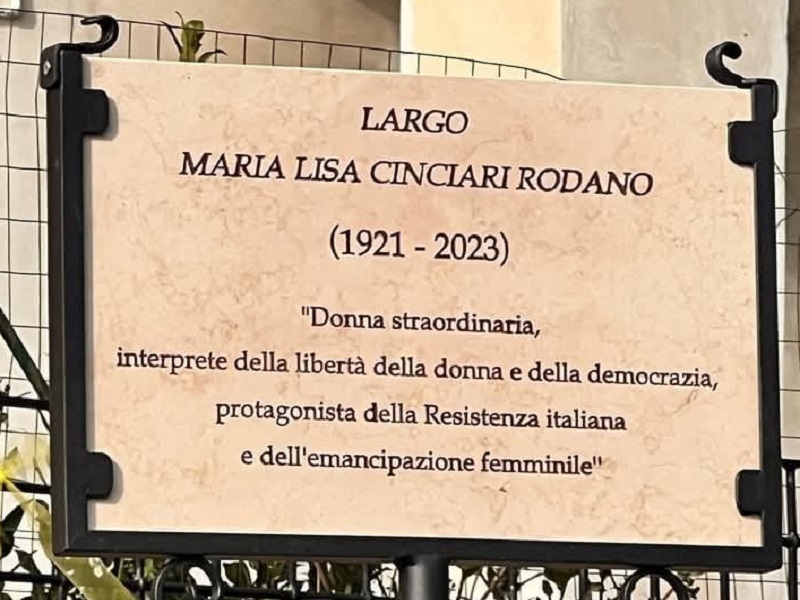 LARGO
MARIA LISA CINCIARI RODANO
(1921 - 2023)
"Donna straordinaria,
interprete della libertà della donna e della democrazia,
protagonista della Resistenza italiana
e dell'emancipazione femminile"